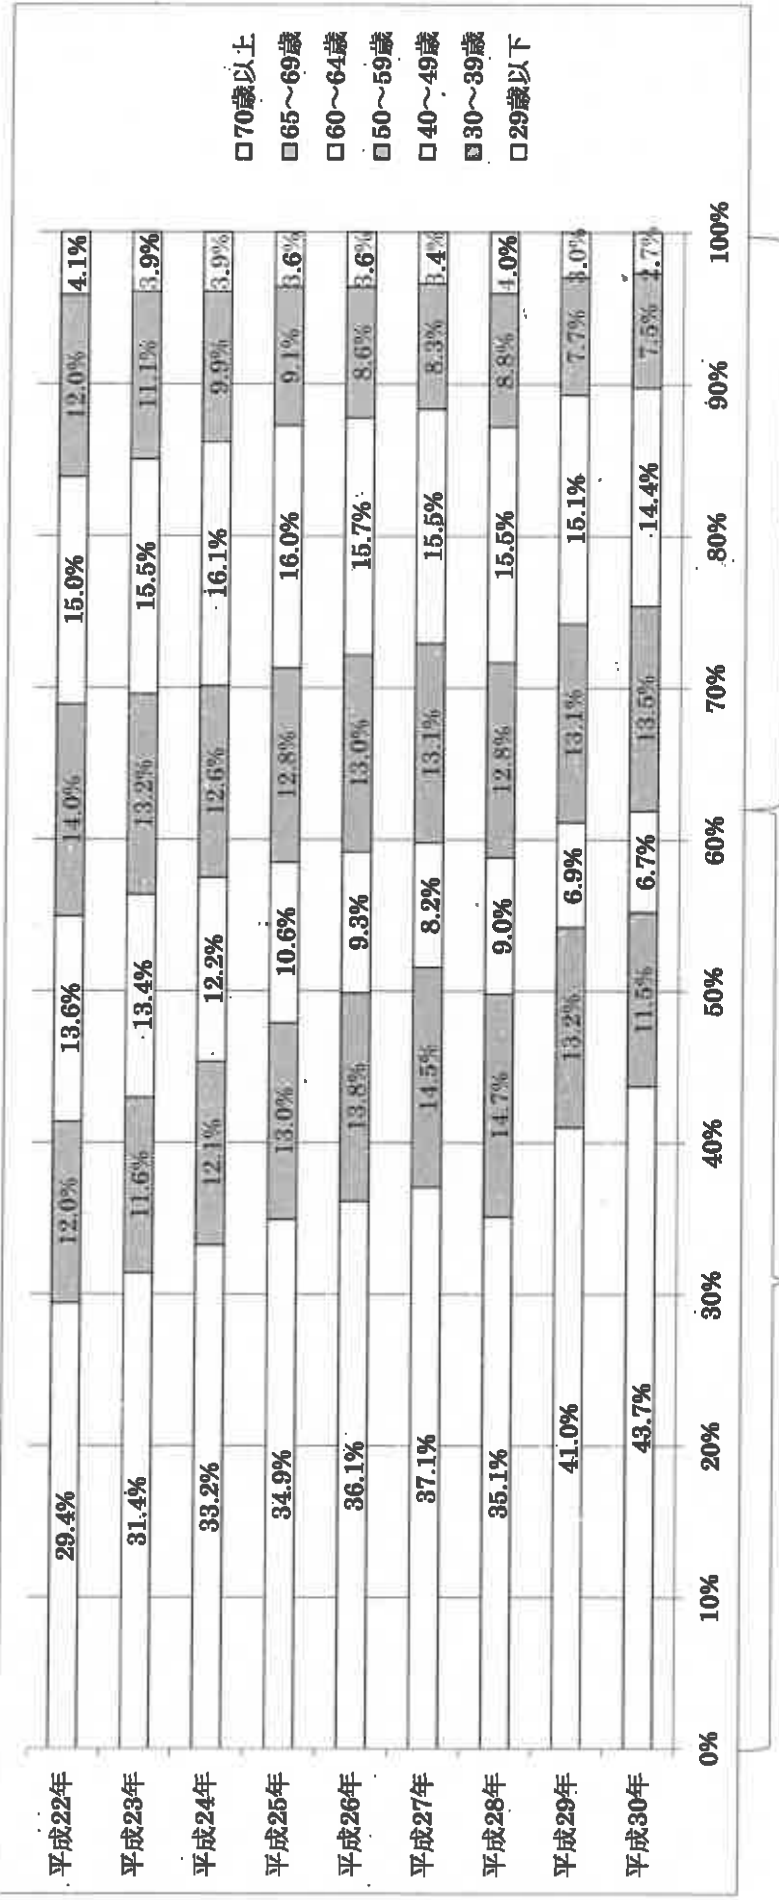 平成22年 29.4% 12.0% 13.6% 14.0% 15.0% 12.0% 4.1%
平成23年 31.4% 11.6% 13.4% 13.2% 15.5% 11.1% 3.9%
平成24年 33.2% 12.1% 12.2% 12.6% 16.1% 9.9% 3.9%
平成25年 34.9% 13.0% 10.6% 12.8% 16.0% 9.1% 3.6%
平成26年 36.1% 13.8% 9.3% 13.0% 15.7% 8.6% 3.6%
平成27年 37.1% 14.5% 8.2% 13.1% 15.5% 8.3% 3.4%
平成28年 35.1% 14.7% 9.0% 12.8% 15.5% 8.8% 4.0%
平成29年 41.0% 13.2% 6.9% 13.1% 15.1% 7.7% 3.0%
平成30年 43.7% 11.5% 6.7% 13.5% 14.4% 7.5% 2.7%
0% 10% 20% 30% 40% 50% 60% 70% 80% 90% 100%
70歳以上
65～69歳
60～64歳
50～59歳
40～49歳
30～39歳
29歳以下